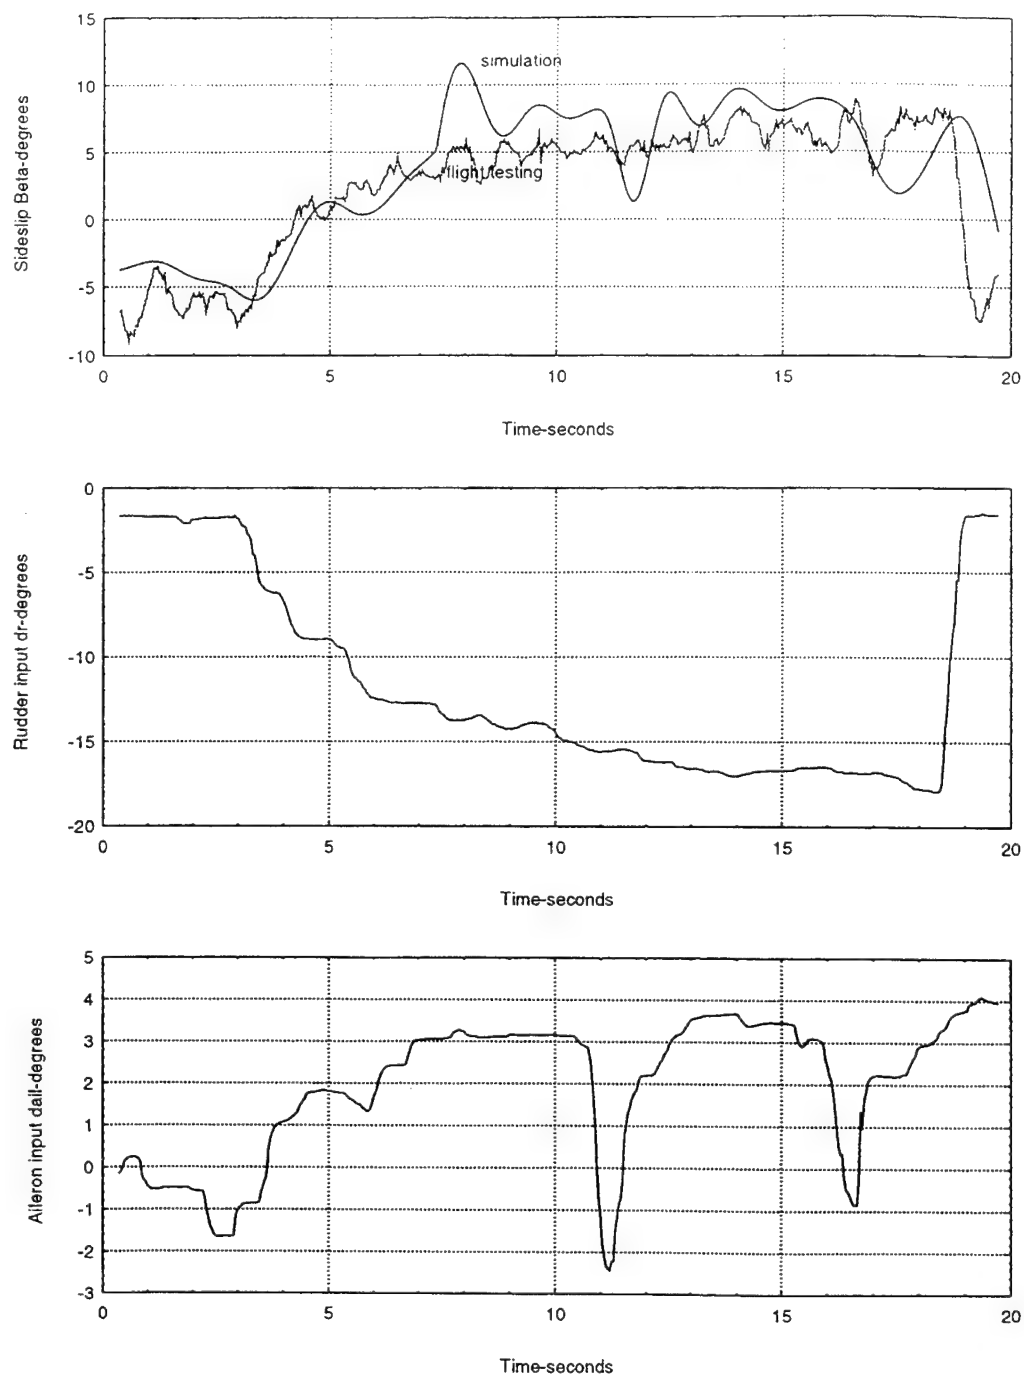 15
10
5
0
-5
-10
Sideslip Beta-degrees
simulation
flight testing
0 5 10 15 20
Time-seconds
0
-5
-10
-15
-20
Rudder input dr-degrees
0 5 10 15 20
Time-seconds
5
4
3
2
1
0
-1
-2
-3
Aileron input dail-degrees
0 5 10 15 20
Time-seconds